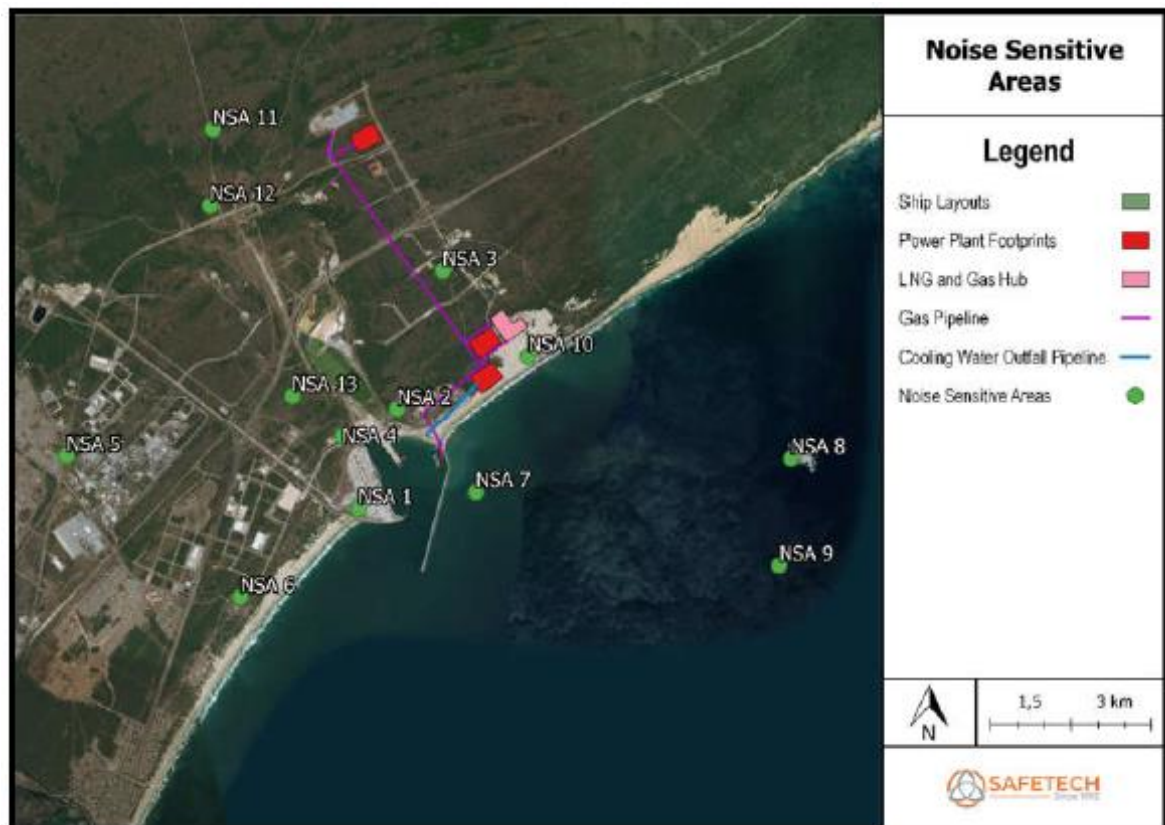 Noise Sensitive
Areas
Legend
Ship Layouts
Power Plant Footprints
LNG and Gas Hub
Gas Pipeline
Cooling Water Outfall Pipeline
Noise Sensitive Areas
NSA 11
NSA 12
NSA 3
NSA 10
NSA 13
NSA 2
NSA 4
NSA 5
NSA 8
NSA 7
NSA 1
NSA 9
NSA 6
1,5 3 km
N
SAFETECH